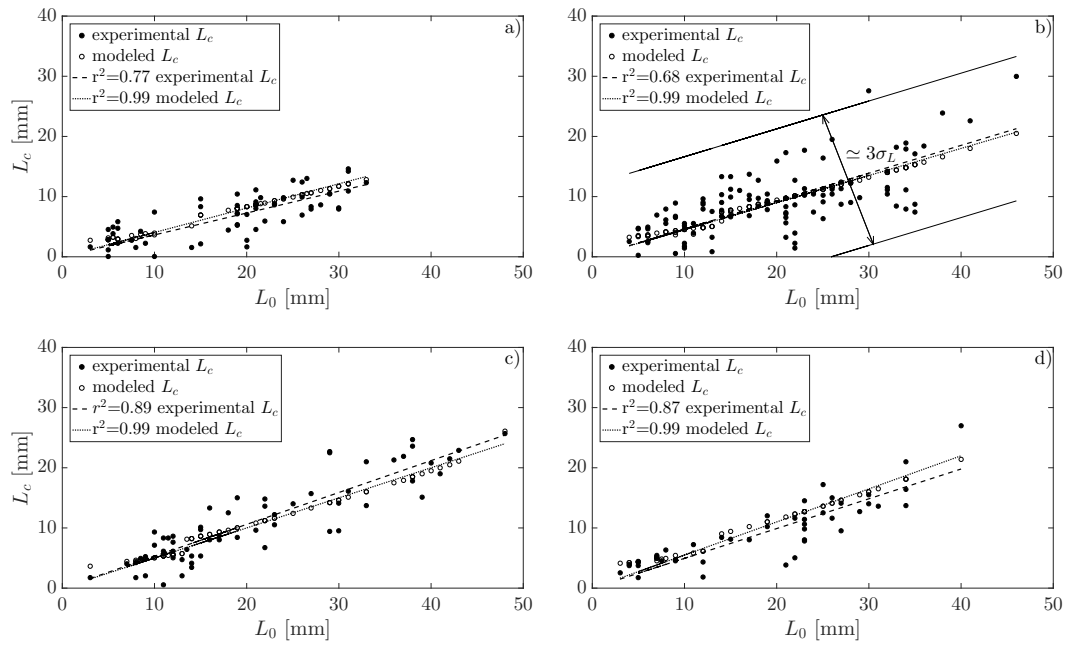 40
30
20
10
0
L_c [mm]
experimental L_c
modeled L_c
r²=0.77 experimental L_c
r²=0.99 modeled L_c
a)
0 10 20 30 40 50
L_0 [mm]
40
30
20
10
0
experimental L_c
modeled L_c
r²=0.68 experimental L_c
r²=0.99 modeled L_c
b)
≃ 3σ_L
0 10 20 30 40 50
L_0 [mm]
40
30
20
10
0
L_c [mm]
experimental L_c
modeled L_c
r²=0.89 experimental L_c
r²=0.99 modeled L_c
c)
0 10 20 30 40 50
L_0 [mm]
40
30
20
10
0
experimental L_c
modeled L_c
r²=0.87 experimental L_c
r²=0.99 modeled L_c
d)
0 10 20 30 40 50
L_0 [mm]